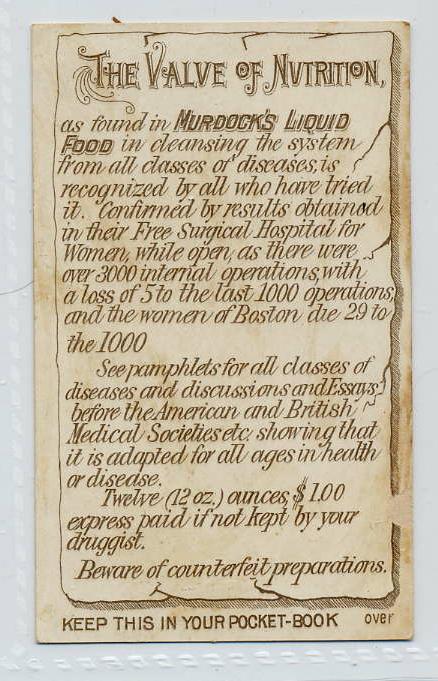 THE VALVE OF NVTRITION,
as found in MURDOCK'S LIQUID
FOOD in cleansing the system
from all classes of diseases, is
recognized by all who have tried
it. Confirmed by results obtained
in their Free Surgical Hospital for
Women, while open, as there were
over 3000 internal operations, with
a loss of 5 to the last 1000 operations,
and the women of Boston die 29 to
the 1000
See pamphlets for all classes of
diseases and discussions and Essays,
before the American and British
Medical Societies etc. showing that
it is adapted for all ages in health
or disease.
Twelve (12 oz.) ounces, $1.00
express paid if not kept by your
druggist.
Beware of counterfeit preparations.
KEEP THIS IN YOUR POCKET-BOOK over